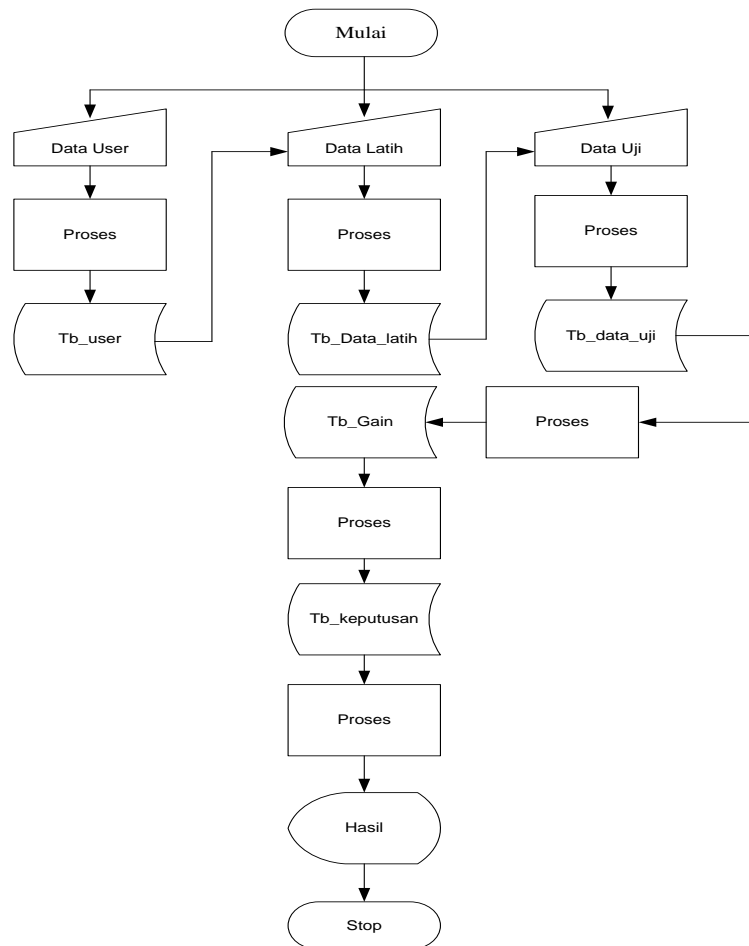 Mulai
Data User
Data Latih
Data Uji
Proses
Proses
Proses
Tb_user
Tb_Data_latih
Tb_data_uji
Tb_Gain
Proses
Proses
Tb_keputusan
Proses
Hasil
Stop